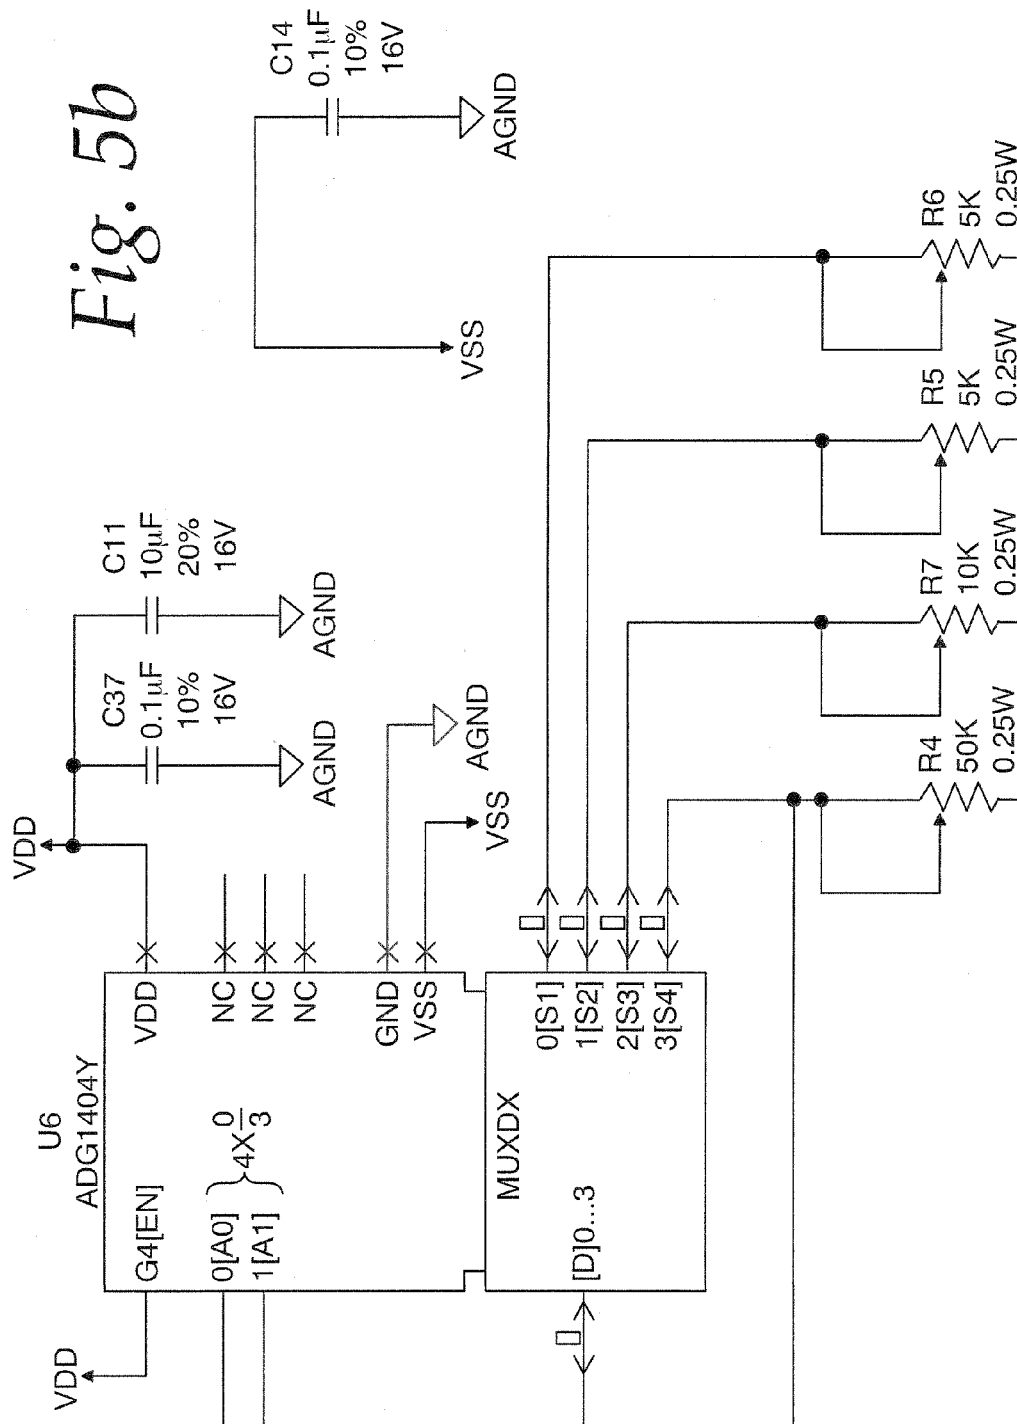 Fig. 5b
C14
0.1µF
10%
16V
AGND
VSS
VDD
C37
0.1µF
10%
16V
AGND
C11
10µF
20%
16V
AGND
AGND
VSS
VDD
U6
ADG1404Y
G4[EN]
0[A0]
1[A1]
4X 0/3
VDD
NC
NC
NC
GND
VSS
MUXDX
[D]0...3
0[S1]
1[S2]
2[S3]
3[S4]
R4
50K
0.25W
R7
10K
0.25W
R5
5K
0.25W
R6
5K
0.25W